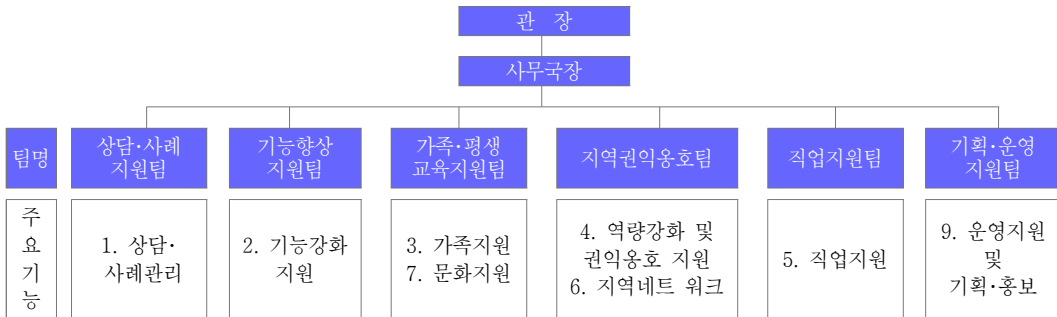 관 장
사무국장
팀명
상담·사례
지원팀
기능향상
지원팀
가족·평생
교육지원팀
지역권익옹호팀
직업지원팀
기획·운영
지원팀
주
요
기
능
1. 상담·
사례관리
2. 기능강화
지원
3. 가족지원
7. 문화지원
4. 역량강화 및
권익옹호 지원
6. 지역네트 워크
5. 직업지원
9. 운영지원
및
기획·홍보